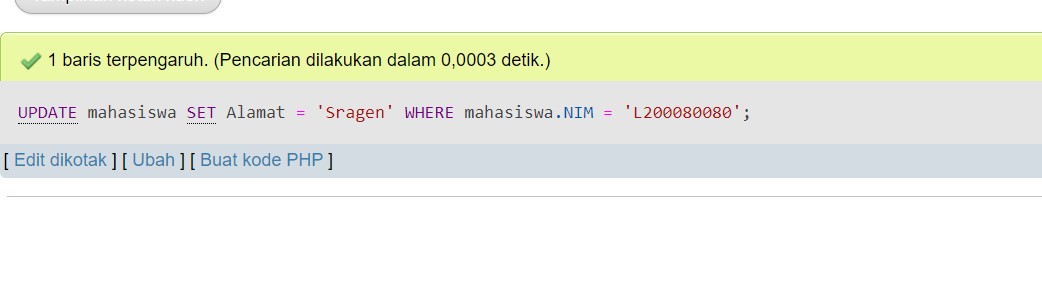 1 baris terpengaruh. (Pencarian dilakukan dalam 0,0003 detik.)
UPDATE mahasiswa SET Alamat = 'Sragen' WHERE mahasiswa.NIM = 'L200080080';
[ Edit dikotak ] [ Ubah ] [ Buat kode PHP ]